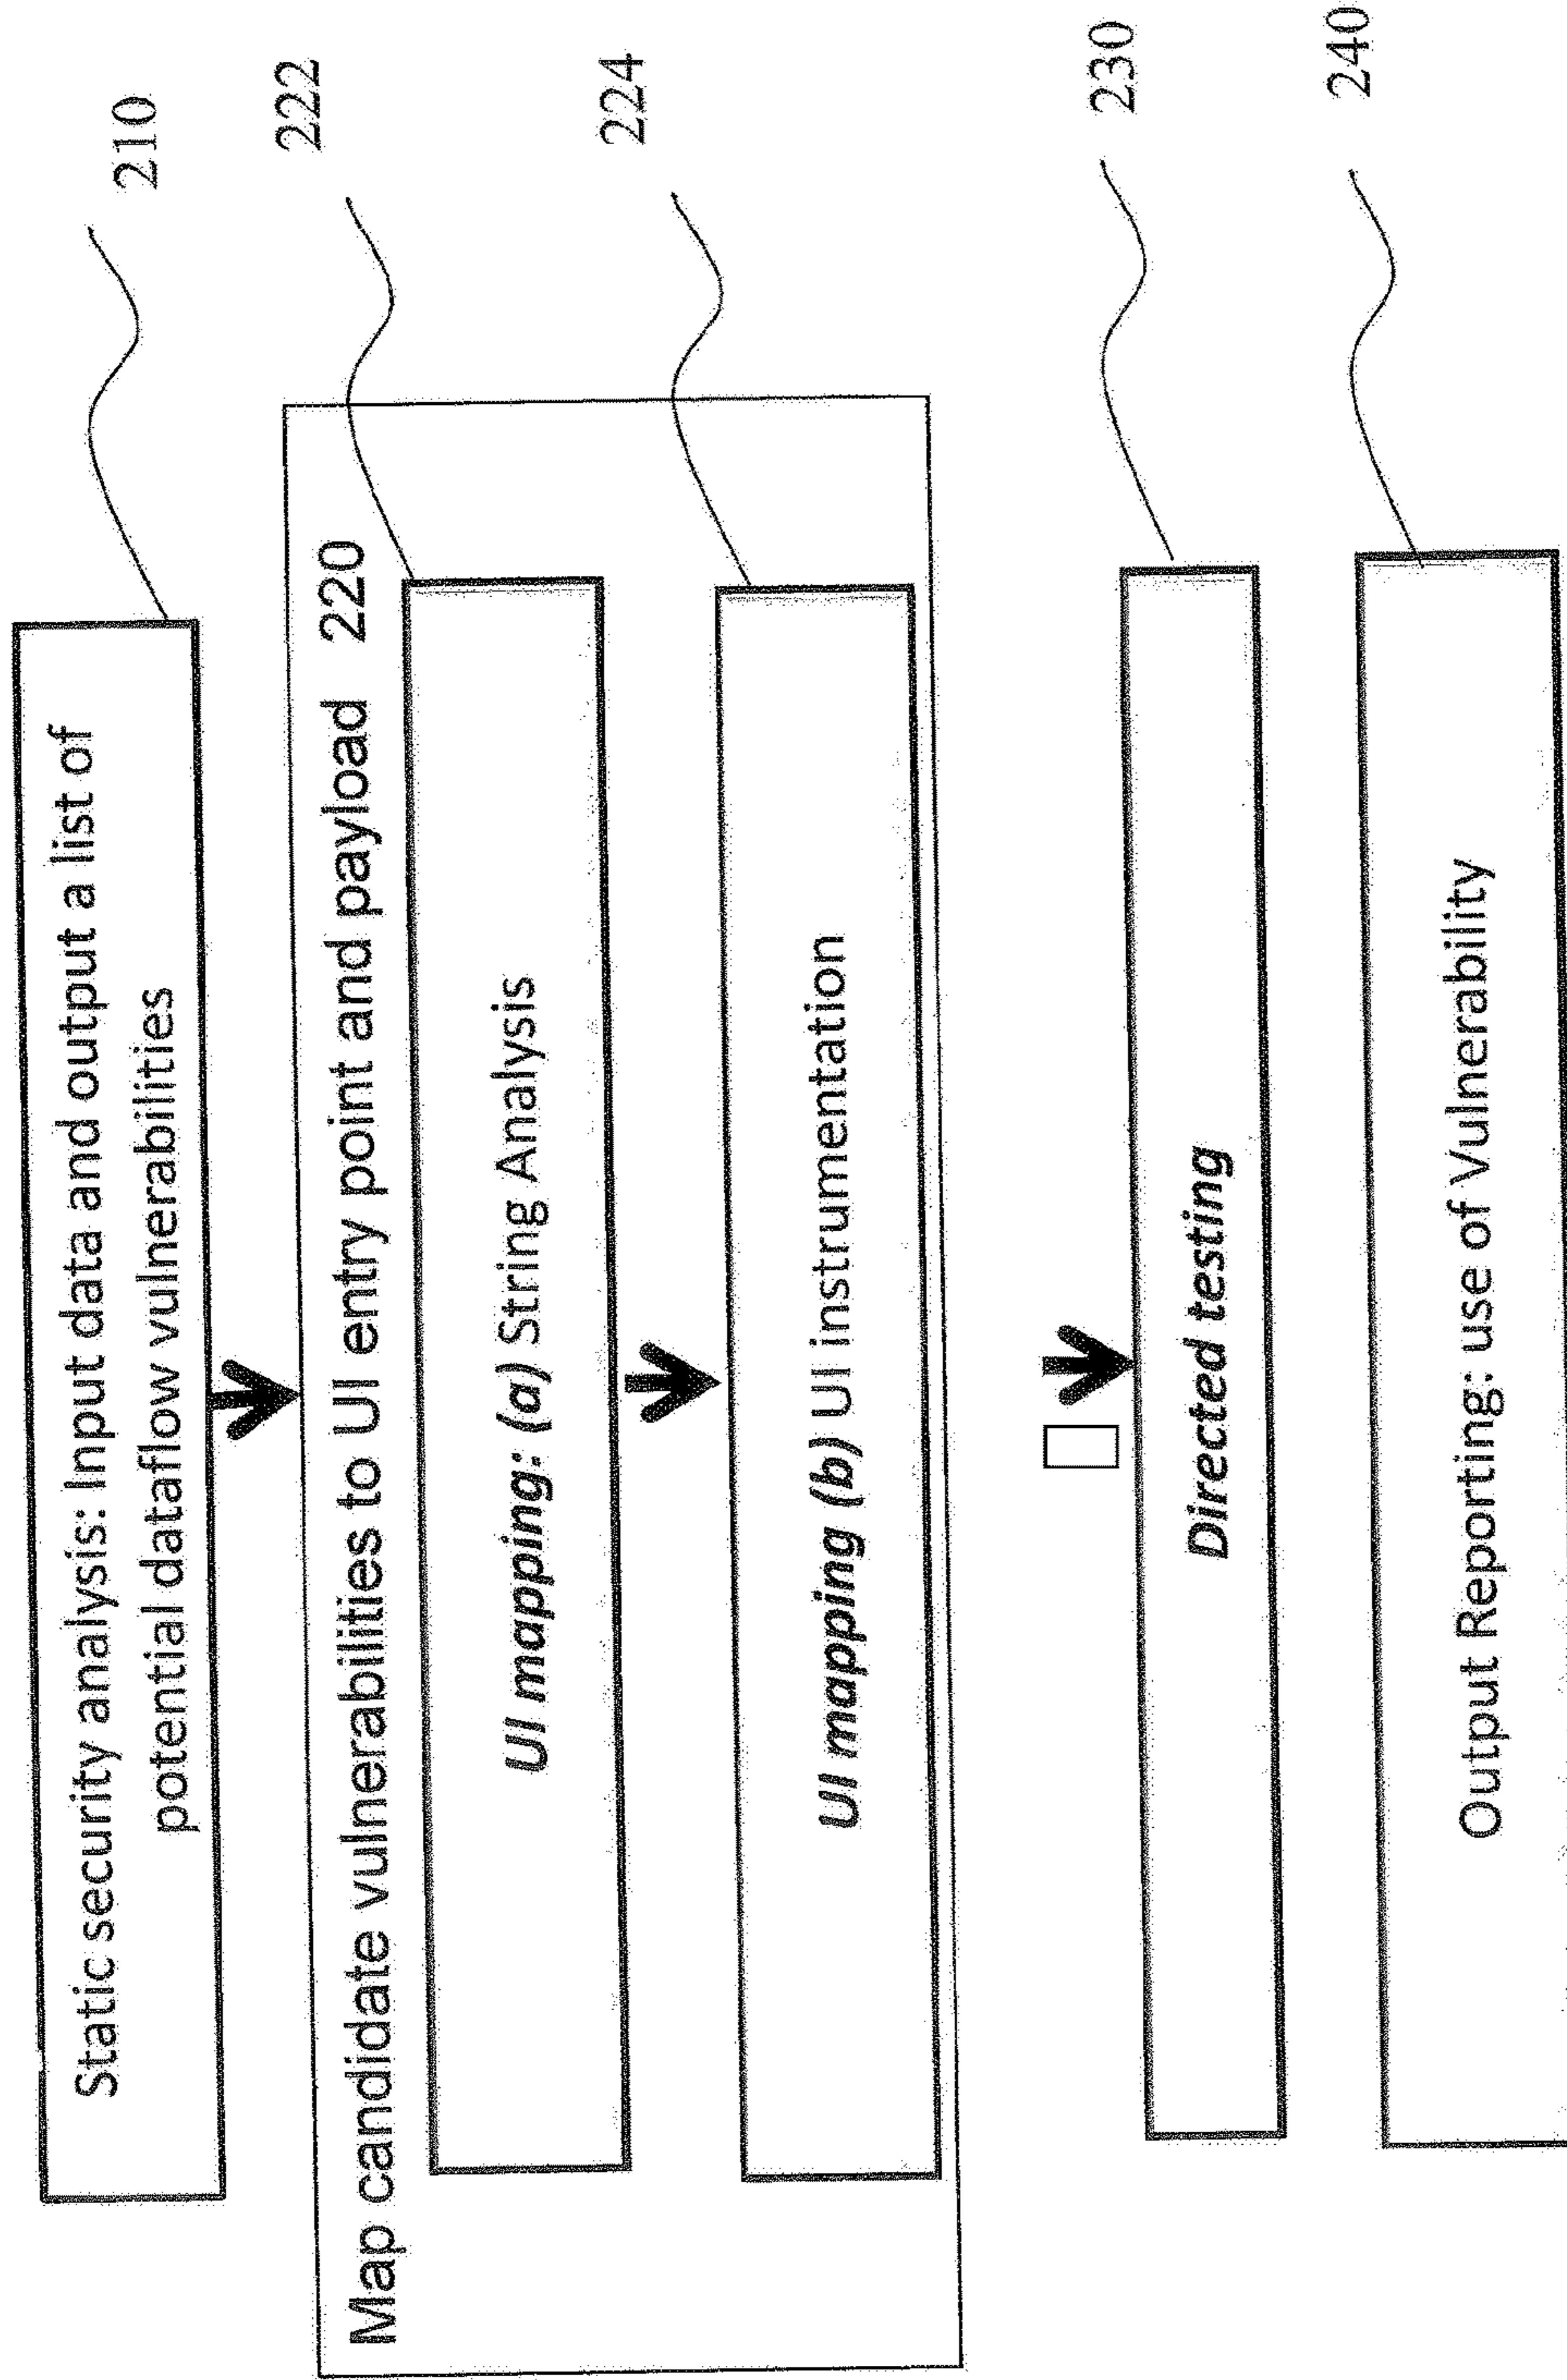 Static security analysis: Input data and output a list of
potential dataflow vulnerabilities
210
Map candidate vulnerabilities to UI entry point and payload 220
UI mapping: (a) String Analysis
222
UI mapping (b) UI instrumentation
224
Directed testing
230
Output Reporting: use of Vulnerability
240